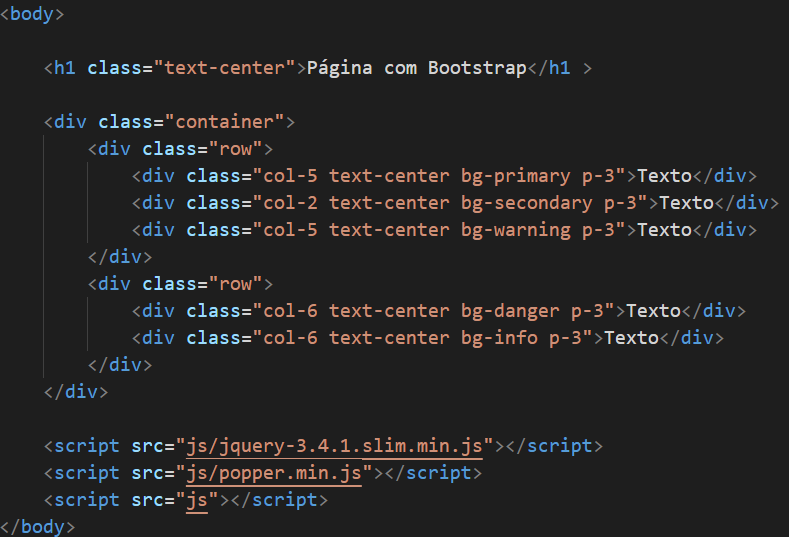 <body>
<h1 class="text-center">Página com Bootstrap</h1 >
<div class="container">
<div class="row">
<div class="col-5 text-center bg-primary p-3">Texto</div>
<div class="col-2 text-center bg-secondary p-3">Texto</div>
<div class="col-5 text-center bg-warning p-3">Texto</div>
</div>
<div class="row">
<div class="col-6 text-center bg-danger p-3">Texto</div>
<div class="col-6 text-center bg-info p-3">Texto</div>
</div>
</div>
<script src="js/jquery-3.4.1.slim.min.js"></script>
<script src="js/popper.min.js"></script>
<script src="js"></script>
</body>